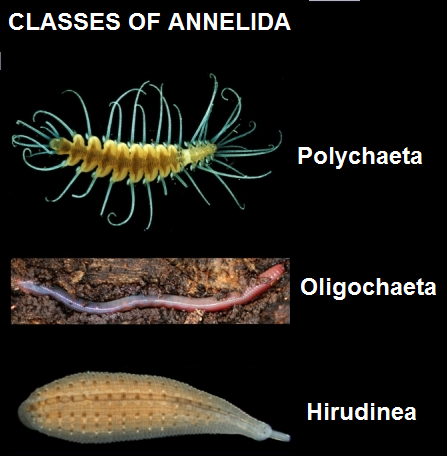 CLASSES OF ANNELIDA
Polychaeta
Oligochaeta
Hirudinea